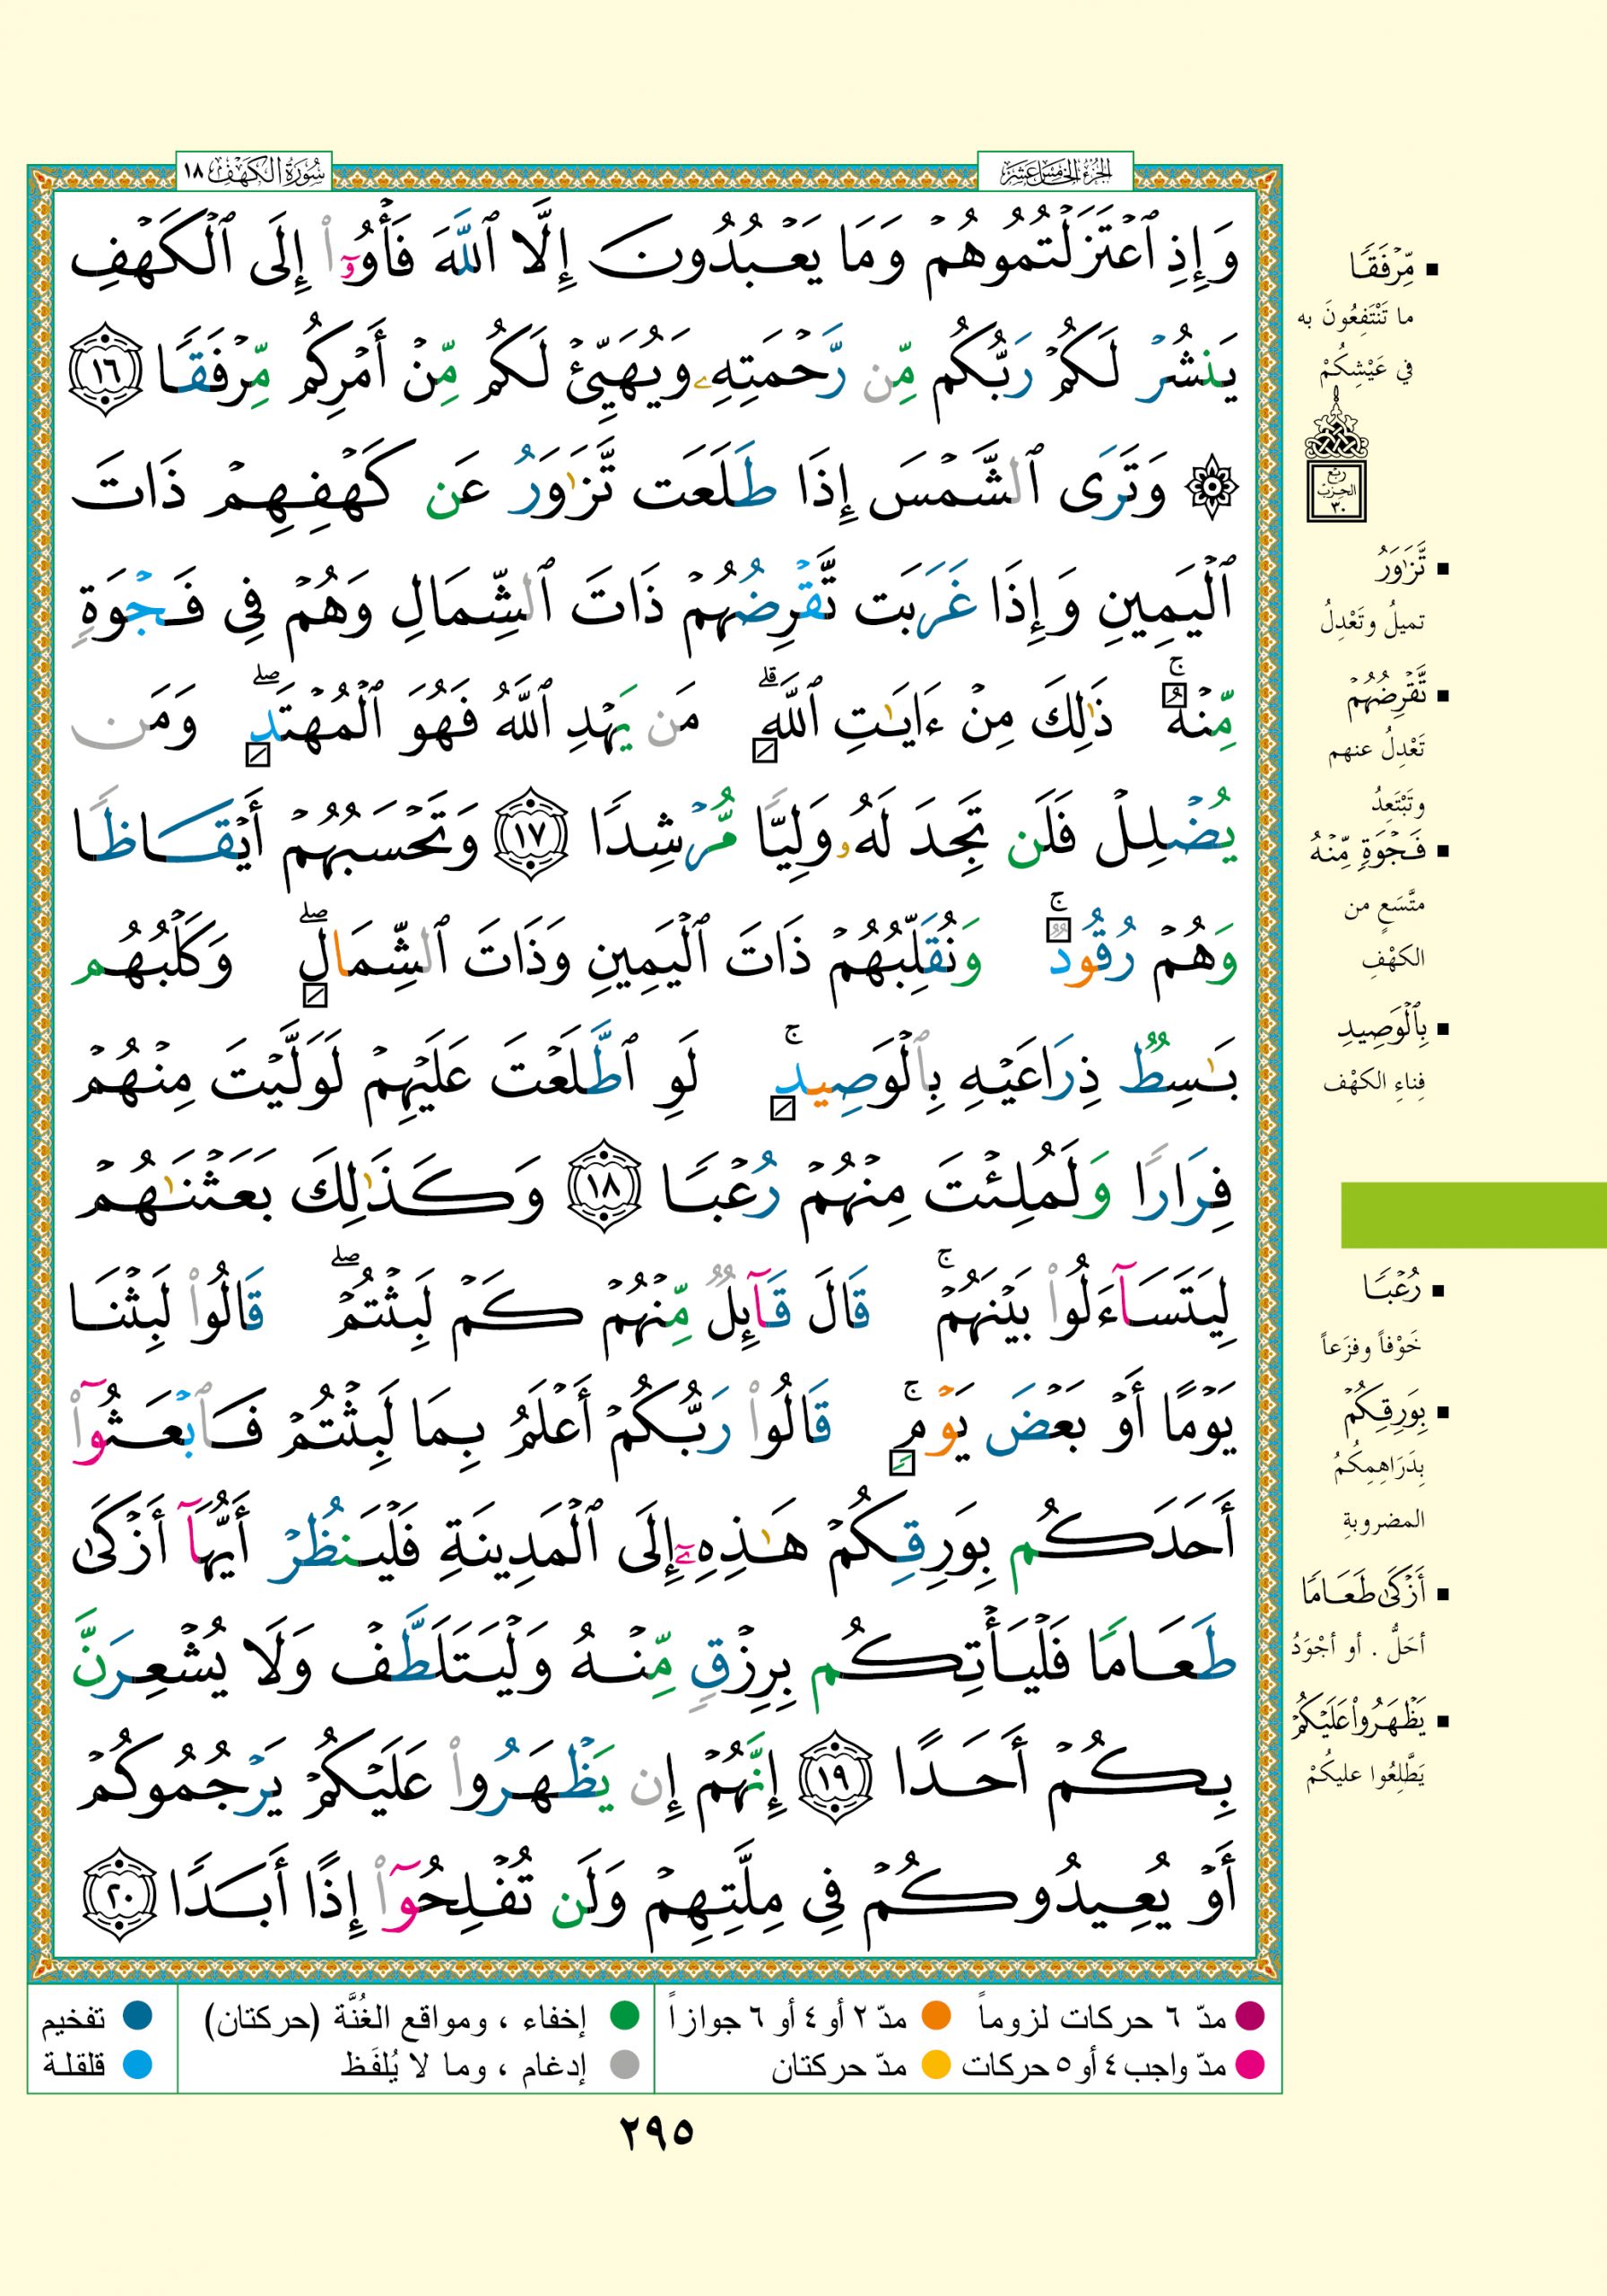 الجزء الخامس عشر
سورة الكهف ١٨
وَإِذِ ٱعۡتَزَلۡتُمُوهُمۡ وَمَا يَعۡبُدُونَ إِلَّا ٱللَّهَ فَأۡوُۥٓا۟ إِلَى ٱلۡكَهۡفِ
يَنشُرۡ لَكُمۡ رَبُّكُم مِّن رَّحۡمَتِهِۦ وَيُهَيِّئۡ لَكُم مِّنۡ أَمۡرِكُم مِّرۡفَقٗا ١٦
۞ وَتَرَى ٱلشَّمۡسَ إِذَا طَلَعَت تَّزَٰوَرُ عَن كَهۡفِهِمۡ ذَاتَ
ٱلۡيَمِينِ وَإِذَا غَرَبَت تَّقۡرِضُهُمۡ ذَاتَ ٱلشِّمَالِ وَهُمۡ فِي فَجۡوَةٖ
مِّنۡهُۚ ذَٰلِكَ مِنۡ ءَايَٰتِ ٱللَّهِۗ مَن يَهۡدِ ٱللَّهُ فَهُوَ ٱلۡمُهۡتَدِۖ وَمَن
يُضۡلِلۡ فَلَن تَجِدَ لَهُۥ وَلِيّٗا مُّرۡشِدٗا ١٧ وَتَحۡسَبُهُمۡ أَيۡقَاظٗا
وَهُمۡ رُقُودٞۚ وَنُقَلِّبُهُمۡ ذَاتَ ٱلۡيَمِينِ وَذَاتَ ٱلشِّمَالِۖ وَكَلۡبُهُم
بَٰسِطٞ ذِرَاعَيۡهِ بِٱلۡوَصِيدِۚ لَوِ ٱطَّلَعۡتَ عَلَيۡهِمۡ لَوَلَّيۡتَ مِنۡهُمۡ
فِرَارٗا وَلَمُلِئۡتَ مِنۡهُمۡ رُعۡبٗا ١٨ وَكَذَٰلِكَ بَعَثۡنَٰهُمۡ
لِيَتَسَآءَلُوا۟ بَيۡنَهُمۡۚ قَالَ قَآئِلٞ مِّنۡهُمۡ كَمۡ لَبِثۡتُمۡۖ قَالُوا۟ لَبِثۡنَا
يَوۡمًا أَوۡ بَعۡضَ يَوۡمٖۚ قَالُوا۟ رَبُّكُمۡ أَعۡلَمُ بِمَا لَبِثۡتُمۡ فَٱبۡعَثُوٓا۟
أَحَدَكُم بِوَرِقِكُمۡ هَٰذِهِۦٓ إِلَى ٱلۡمَدِينَةِ فَلۡيَنظُرۡ أَيُّهَآ أَزۡكَىٰ
طَعَامٗا فَلۡيَأۡتِكُم بِرِزۡقٖ مِّنۡهُ وَلۡيَتَلَطَّفۡ وَلَا يُشۡعِرَنَّ
بِكُمۡ أَحَدًا ١٩ إِنَّهُمۡ إِن يَظۡهَرُوا۟ عَلَيۡكُمۡ يَرۡجُمُوكُمۡ
أَوۡ يُعِيدُوكُمۡ فِي مِلَّتِهِمۡ وَلَن تُفۡلِحُوٓا۟ إِذًا أَبَدٗا ٢٠
▪ مِّرۡفَقٗا
ما تَنْتَفِعُونَ به
في عَيْشِكُمْ
ربع
الحزب
٣٠
▪ تَّزَٰوَرُ
تميلُ وتَعْدِلُ
▪ تَّقۡرِضُهُمۡ
تَعْدِلُ عنهم
وتَبْتَعِدُ
▪ فَجۡوَةٖ مِّنۡهُ
متَّسَعٍ من
الكهْفِ
▪ بِٱلۡوَصِيدِ
فِناءِ الكهْف
▪ رُعۡبٗا
خَوْفاً وفزَعاً
▪ بِوَرِقِكُمۡ
بِدَرَاهِمِكُمُ
المضروبةِ
▪ أَزۡكَىٰ طَعَامٗا
أحَلُّ . أو أجْوَدُ
▪ يَظۡهَرُوا۟ عَلَيۡكُمۡ
يَطَّلِعُوا عليكُمْ
مدّ ٦ حركات لزوماً مدّ ٢ أو ٤ أو ٦ جوازاً إخفاء ، ومواقع الغُنَّة (حركتان) تفخيم
مدّ واجب ٤ أو ٥ حركات مدّ حركتان إدغام ، وما لا يُلفَظ قلقلة
٢٩٥